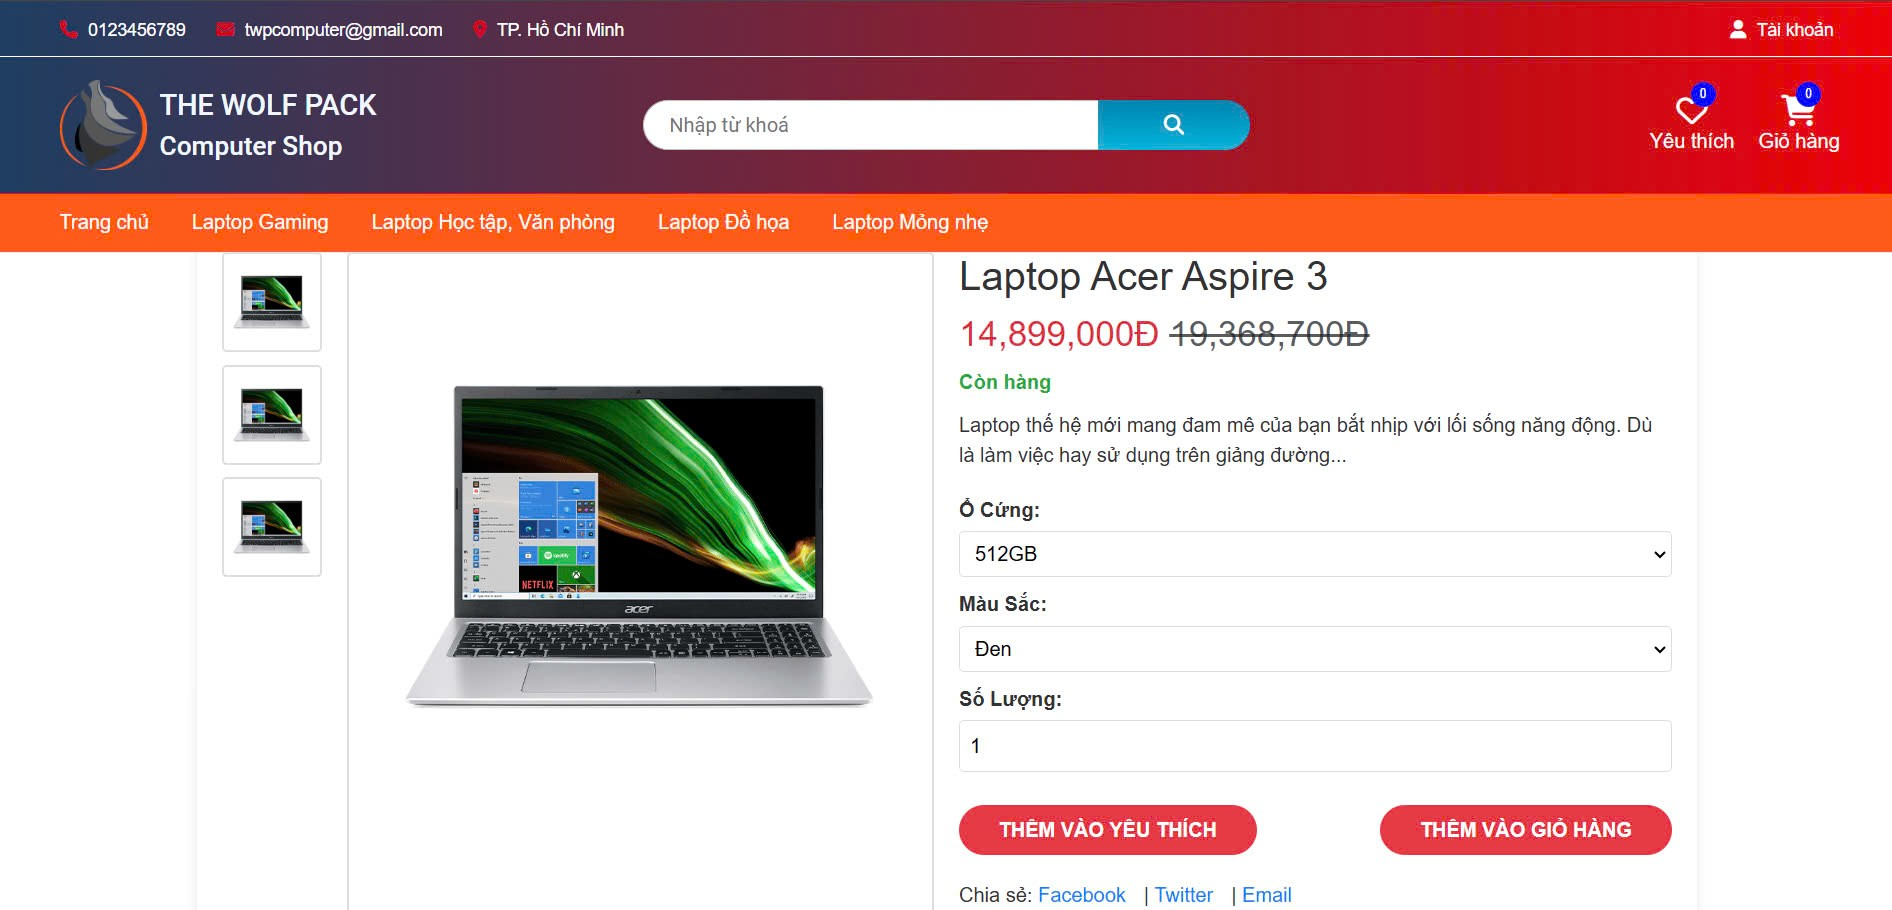 0123456789 twpcomputer@gmail.com TP. Hồ Chí Minh Tài khoản
THE WOLF PACK
Computer Shop
Nhập từ khoá
0 0
Yêu thích Giỏ hàng
Trang chủ Laptop Gaming Laptop Học tập, Văn phòng Laptop Đồ họa Laptop Mỏng nhẹ
Laptop Acer Aspire 3
14,899,000Đ 19,368,700Đ
Còn hàng
Laptop thế hệ mới mang đam mê của bạn bắt nhịp với lối sống năng động. Dù
là làm việc hay sử dụng trên giảng đường...
Ổ Cứng:
512GB
Màu Sắc:
Đen
Số Lượng:
1
THÊM VÀO YÊU THÍCH THÊM VÀO GIỎ HÀNG
Chia sẻ: Facebook | Twitter | Email
Spotify
NETFLIX
acer